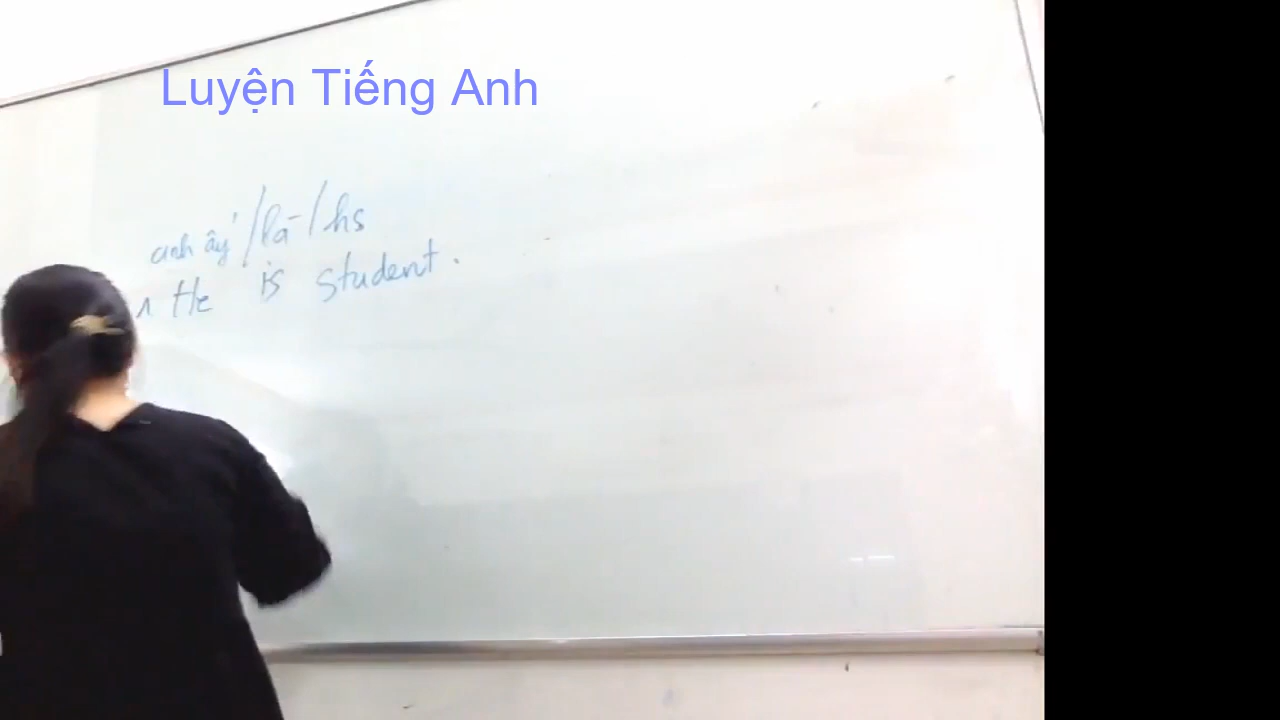 Luyện Tiếng Anh
anh ấy / là / hs
He is student.